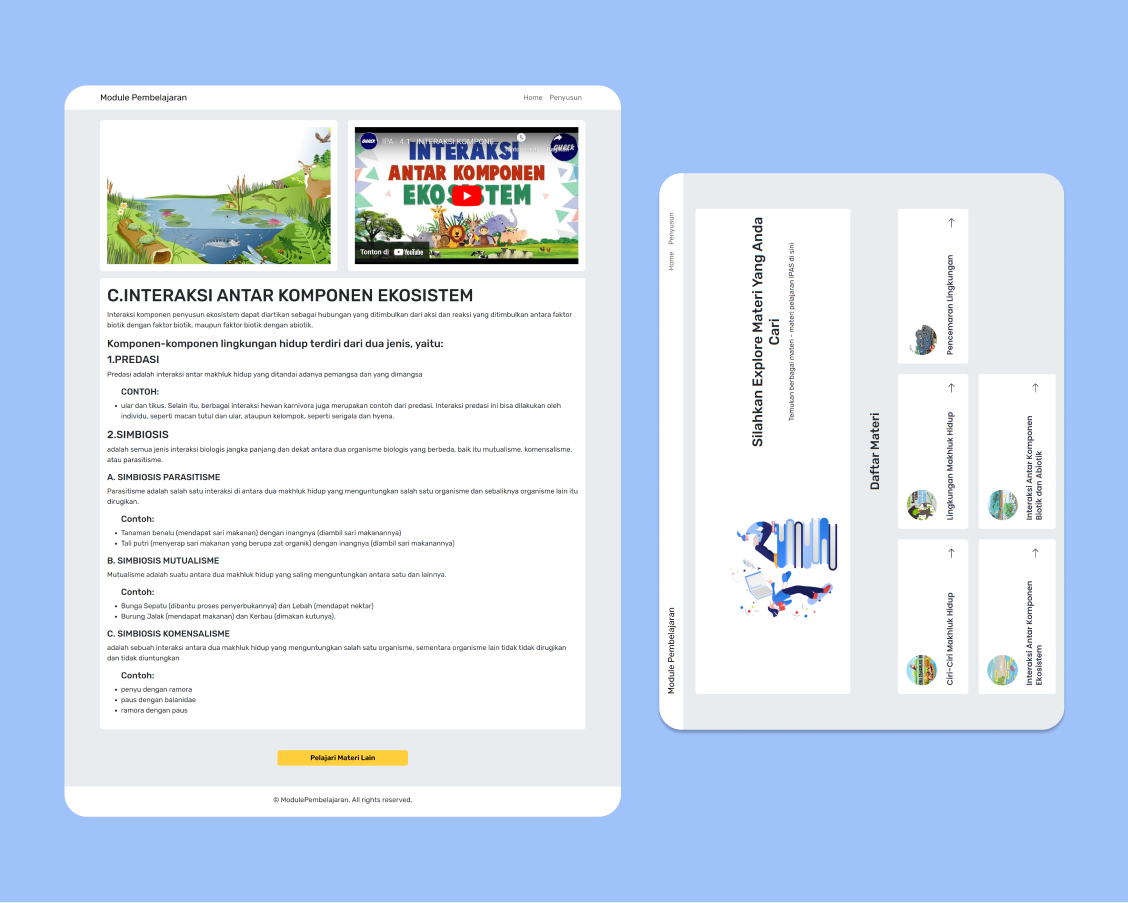 Module Pembelajaran
Home Penyusun
IPA - 4.1 - INTERAKSI KOMPONE
GUBER
INTERAKSI
ANTAR KOMPONEN
EKOSISTEM
Tonton di YouTube
C.INTERAKSI ANTAR KOMPONEN EKOSISTEM
Interaksi komponen penyusun ekosistem dapat diartikan sebagai hubungan yang ditimbulkan dari aksi dan reaksi yang ditimbulkan antara faktor
biotik dengan faktor biotik, maupun faktor biotik dengan abiotik.
Komponen-komponen lingkungan hidup terdiri dari dua jenis, yaitu:
1.PREDASI
Predasi adalah interaksi antar makhluk hidup yang ditandai adanya pemangsa dan yang dimangsa
CONTOH:
• ular dan tikus. Selain itu, berbagai interaksi hewan karnivora juga merupakan contoh dari predasi. Interaksi predasi ini bisa dilakukan oleh
individu, seperti macan tutul dan ular, ataupun kelompok, seperti serigala dan hyena.
2.SIMBIOSIS
adalah semua jenis interaksi biologis jangka panjang dan dekat antara dua organisme biologis yang berbeda, baik itu mutualisme, komensalisme,
atau parasitisme.
A. SIMBIOSIS PARASITISME
Parasitisme adalah salah satu interaksi di antara dua makhluk hidup yang menguntungkan salah satu organisme dan sebaliknya organisme lain itu
dirugikan.
Contoh:
• Tanaman benalu (mendapat sari makanan) dengan inangnya (diambil sari makanannya)
• Tali putri (menyerap sari makanan yang berupa zat organik) dengan inangnya (diambil sari makanannya)
B. SIMBIOSIS MUTUALISME
Mutualisme adalah suatu antara dua makhluk hidup yang saling menguntungkan antara satu dan lainnya.
Contoh:
• Bunga Sepatu (dibantu proses penyerbukannya) dan Lebah (mendapat nektar)
• Burung Jalak (mendapat makanan) dan Kerbau (dimakan kutunya).
C. SIMBIOSIS KOMENSALISME
adalah sebuah interaksi antara dua makhluk hidup yang menguntungkan salah satu organisme, sementara organisme lain tidak tidak dirugikan
dan tidak diuntungkan
Contoh:
• penyu dengan ramora
• paus dengan balanidae
• ramora dengan paus
Pelajari Materi Lain
© ModulePembelajaran. All rights reserved.
Module Pembelajaran
Home Penyusun
Silahkan Explore Materi Yang Anda
Cari
Temukan berbagai materi - materi pelajaran IPAS di sini
Daftar Materi
Ciri-Ciri Makhluk Hidup
Lingkungan Makhluk Hidup
Pencemaran Lingkungan
Interaksi Antar Komponen
Ekosistem
Interaksi Antar Komponen
Biotik dan Abiotik